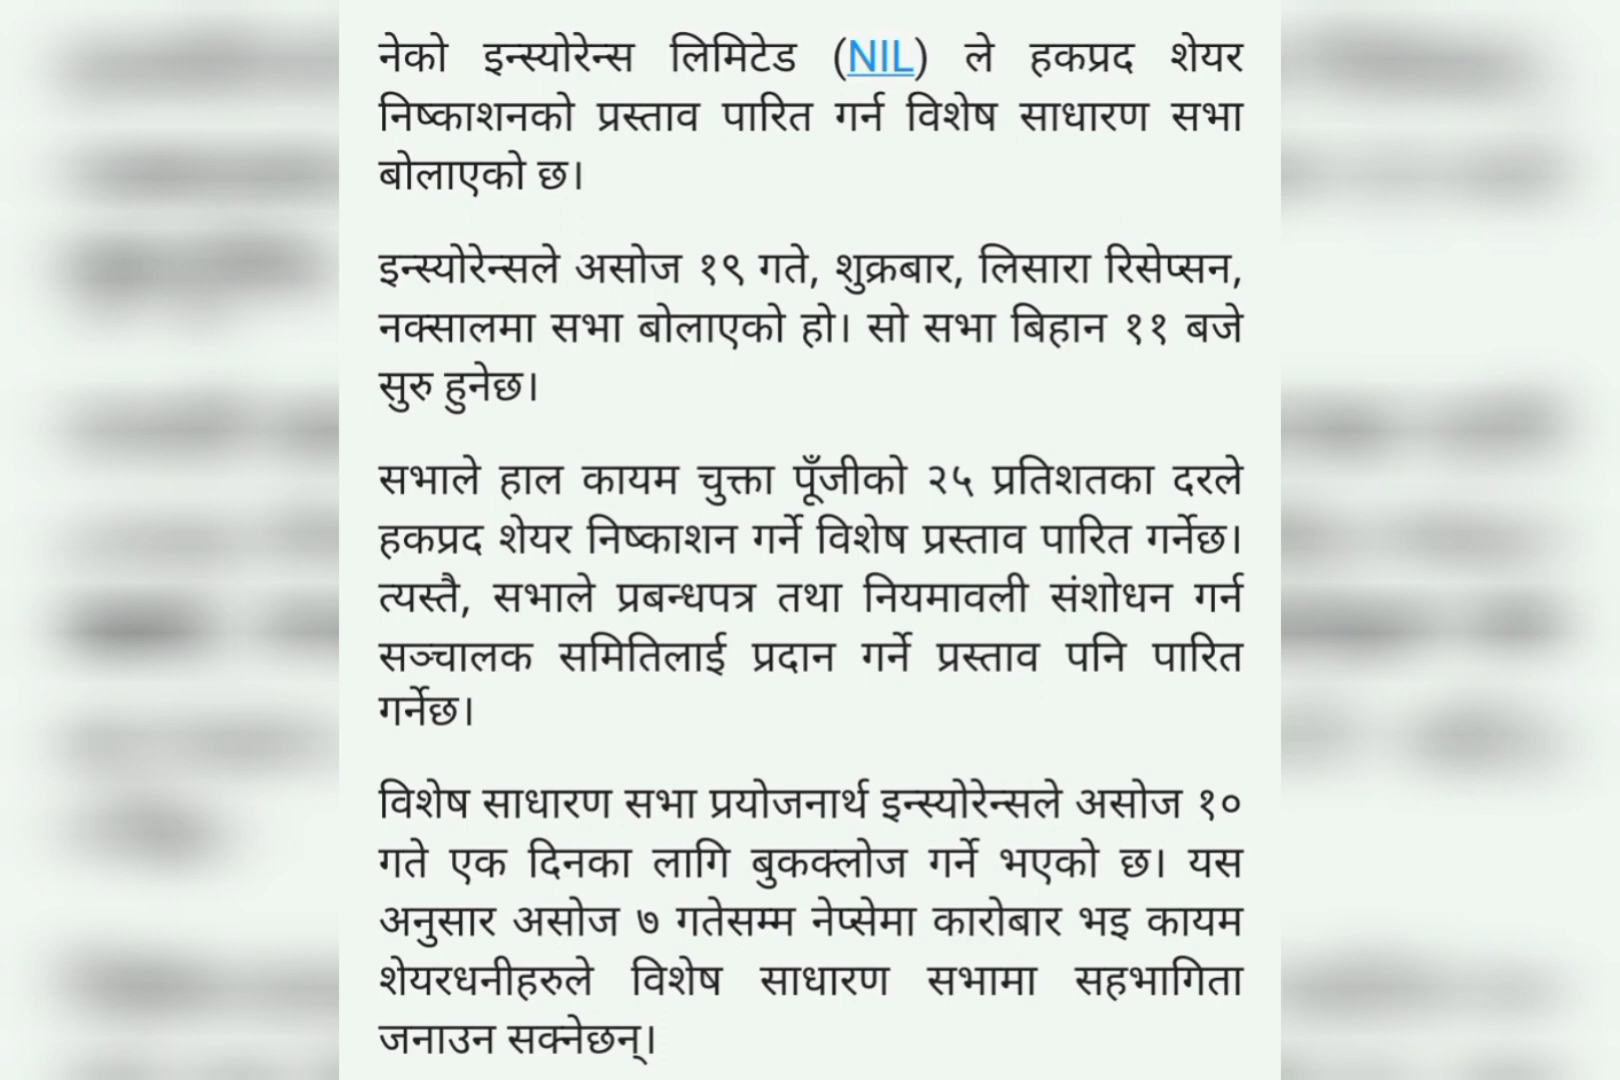 नेको इन्स्योरेन्स लिमिटेड (NIL) ले हकप्रद शेयर
निष्काशनको प्रस्ताव पारित गर्न विशेष साधारण सभा
बोलाएको छ।
इन्स्योरेन्सले असोज १९ गते, शुक्रबार, लिसारा रिसेप्सन,
नक्सालमा सभा बोलाएको हो। सो सभा बिहान ११ बजे
सुरु हुनेछ।
सभाले हाल कायम चुक्ता पूँजीको २५ प्रतिशतका दरले
हकप्रद शेयर निष्काशन गर्ने विशेष प्रस्ताव पारित गर्नेछ।
त्यस्तै, सभाले प्रबन्धपत्र तथा नियमावली संशोधन गर्न
सञ्चालक समितिलाई प्रदान गर्ने प्रस्ताव पनि पारित
गर्नेछ।
विशेष साधारण सभा प्रयोजनार्थ इन्स्योरेन्सले असोज १०
गते एक दिनका लागि बुकक्लोज गर्ने भएको छ। यस
अनुसार असोज ७ गतेसम्म नेप्सेमा कारोबार भइ कायम
शेयरधनीहरुले विशेष साधारण सभामा सहभागिता
जनाउन सक्नेछन्।